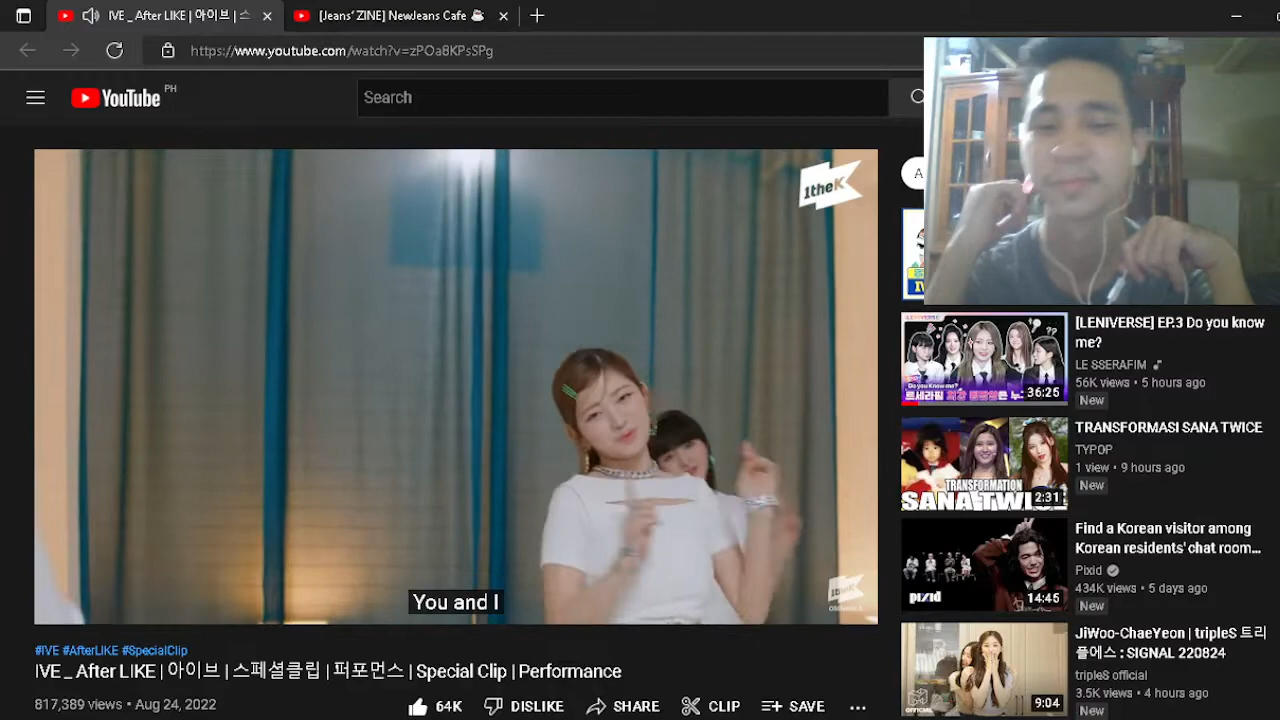 IVE _ After LIKE | 아이브 | 스
[Jeans' ZINE] NewJeans Cafe
https://www.youtube.com/watch?v=zPOa8KPsSPg
YouTube PH
Search
1theK
A
You and I
#IVE #AfterLIKE #SpecialClip
IVE _ After LIKE | 아이브 | 스페셜클립 | 퍼포먼스 | Special Clip | Performance
817,389 views • Aug 24, 2022
64K
DISLIKE
SHARE
CLIP
SAVE
Do you Know me?
36:25
[LENIVERSE] EP.3 Do you know
me?
LE SSERAFIM
56K views • 5 hours ago
New
TRANSFORMATION
SANA TWICE
2:31
TRANSFORMASI SANA TWICE
TYPOP
1 view • 9 hours ago
New
pixid
14:45
Find a Korean visitor among
Korean residents' chat room...
Pixid
434K views • 5 days ago
New
9:04
JiWoo-ChaeYeon | tripleS 트리
플에스 : SIGNAL 220824
tripleS official
3.5K views • 4 hours ago
New